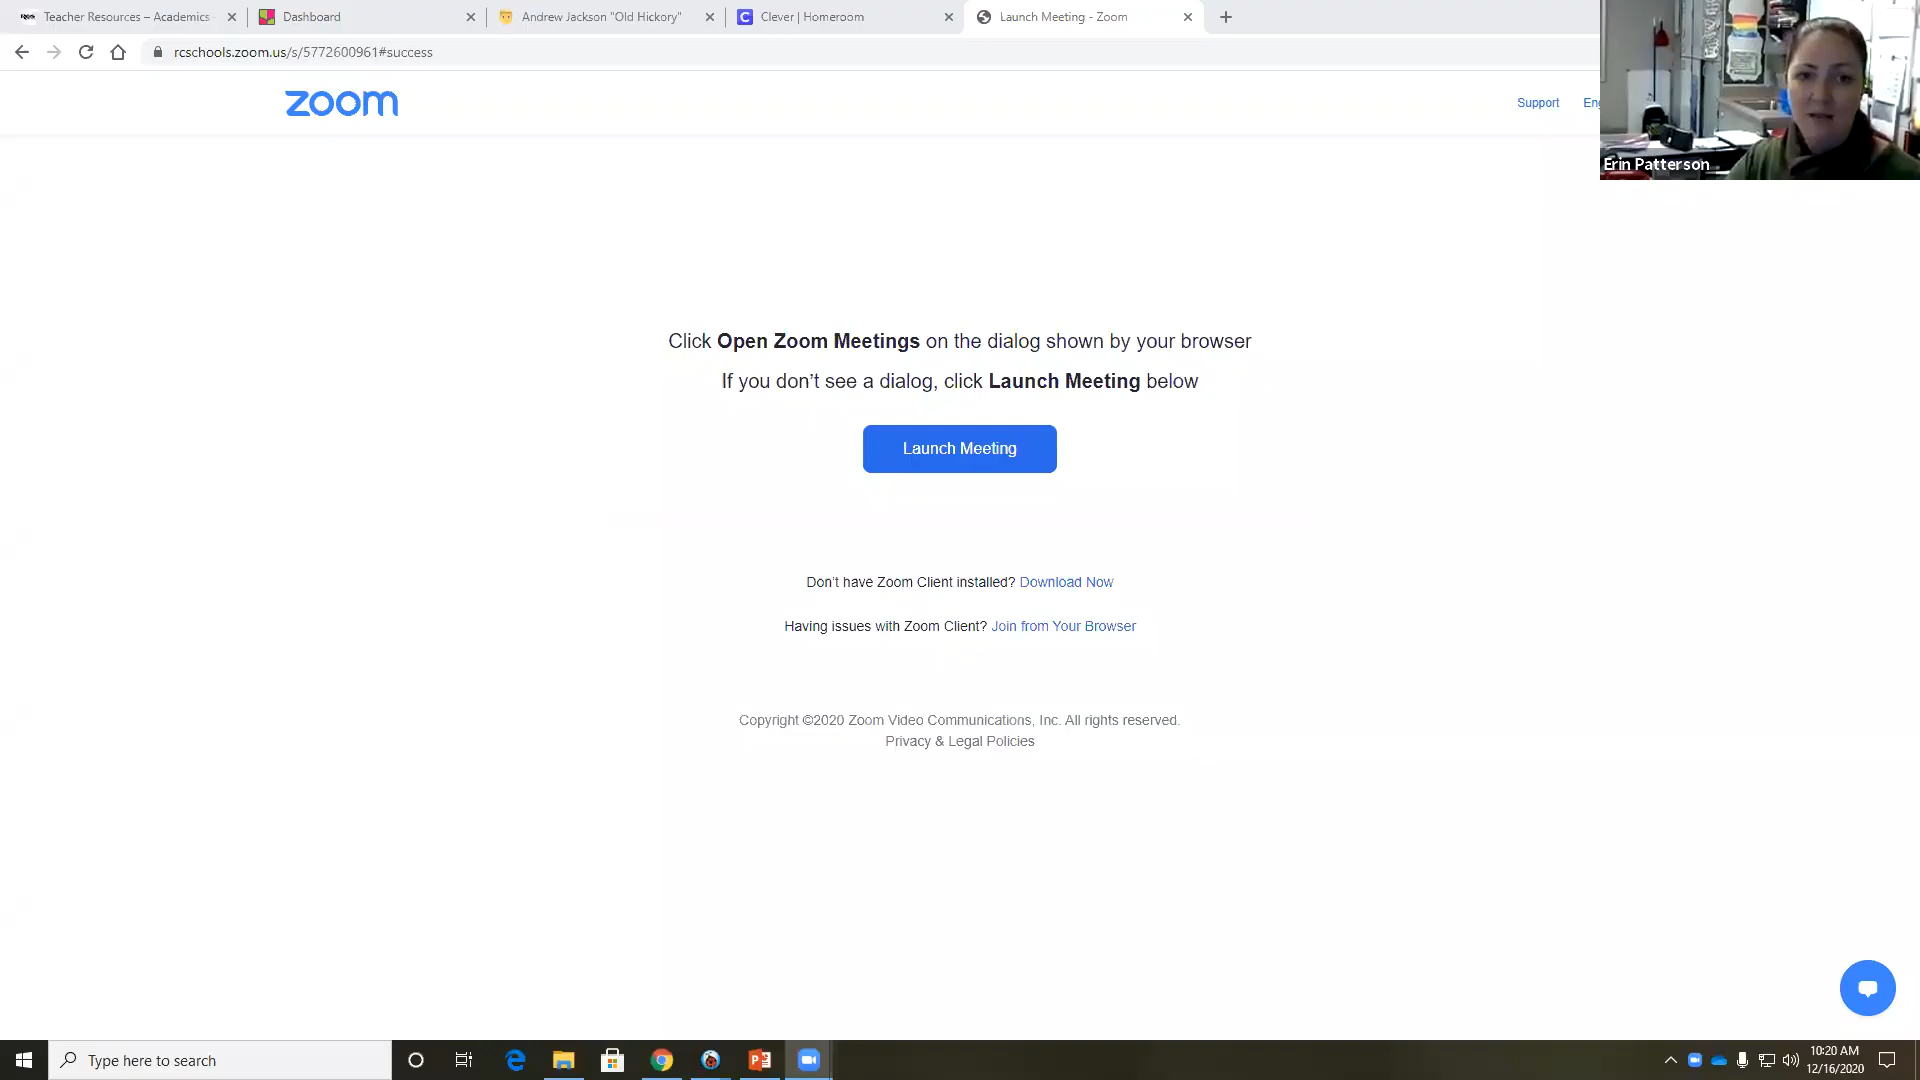 Teacher Resources – Academics
Dashboard
Andrew Jackson "Old Hickory"
Clever | Homeroom
Launch Meeting - Zoom
rcschools.zoom.us/s/5772600961#success
zoom
Support
Eng
Erin Patterson
Click Open Zoom Meetings on the dialog shown by your browser
If you don’t see a dialog, click Launch Meeting below
Launch Meeting
Don’t have Zoom Client installed? Download Now
Having issues with Zoom Client? Join from Your Browser
Copyright ©2020 Zoom Video Communications, Inc. All rights reserved.
Privacy & Legal Policies
Type here to search
10:20 AM
12/16/2020